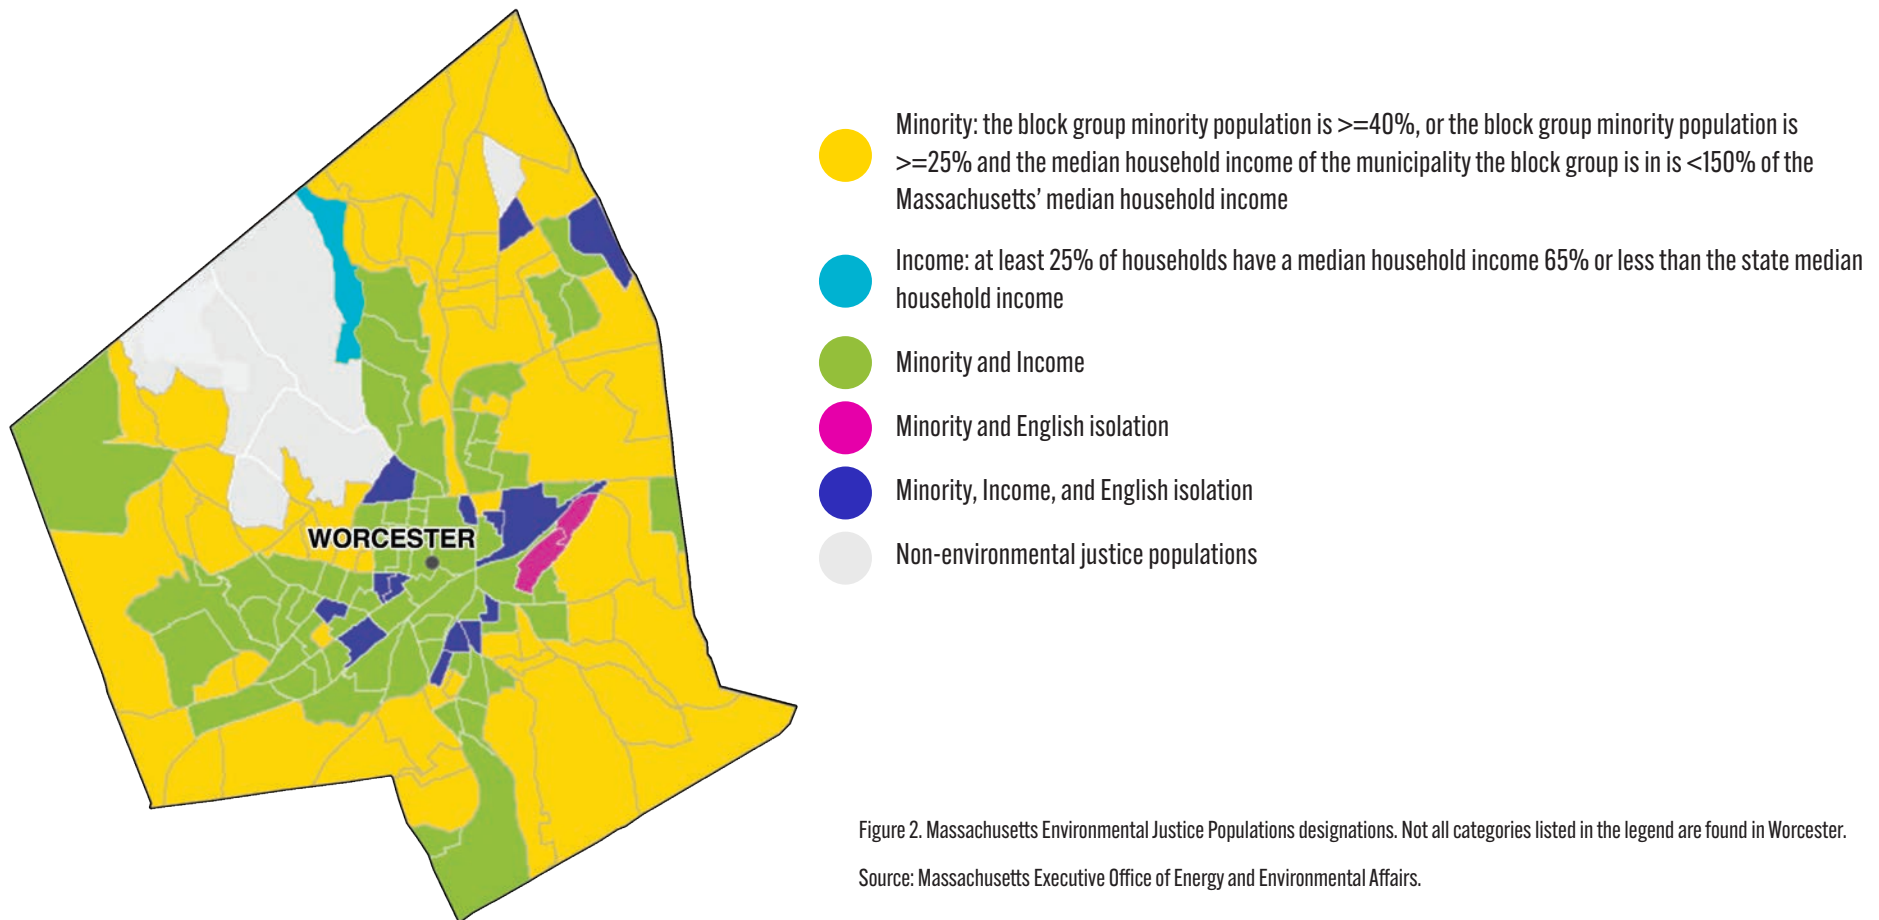 WORCESTER
Minority: the block group minority population is >=40%, or the block group minority population is
>=25% and the median household income of the municipality the block group is in is <150% of the
Massachusetts’ median household income
Income: at least 25% of households have a median household income 65% or less than the state median
household income
Minority and Income
Minority and English isolation
Minority, Income, and English isolation
Non-environmental justice populations
Figure 2. Massachusetts Environmental Justice Populations designations. Not all categories listed in the legend are found in Worcester.
Source: Massachusetts Executive Office of Energy and Environmental Affairs.